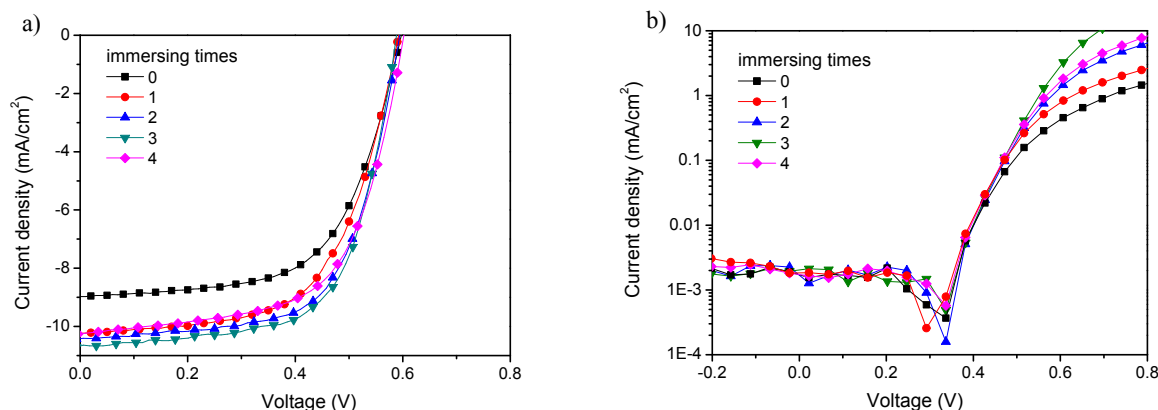 a)
immersing times
0
1
2
3
4
0
-2
-4
-6
-8
-10
Current density (mA/cm²)
0.0 0.2 0.4 0.6 0.8
Voltage (V)
b)
immersing times
0
1
2
3
4
10
1
0.1
0.01
1E-3
1E-4
Current density (mA/cm²)
-0.2 0.0 0.2 0.4 0.6 0.8
Voltage (V)